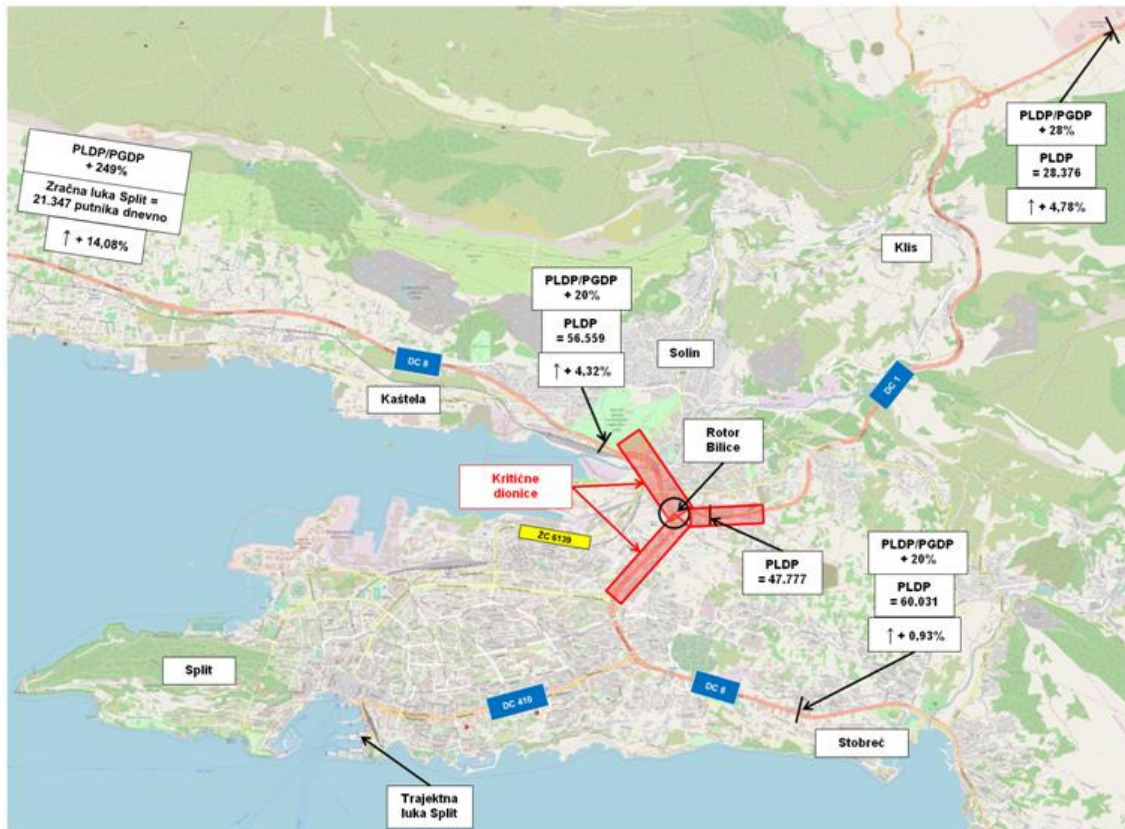 PLDP/PGDP
+ 28%
PLDP
= 28.376
↑ + 4,78%
PLDP/PGDP
+ 249%
Zračna luka Split =
21.347 putnika dnevno
↑ + 14,08%
Klis
PLDP/PGDP
+ 20%
PLDP
= 56.559
↑ + 4,32%
Solin
DC 8
DC 1
Kaštela
Rotor
Bilice
Kritične
dionice
ŽC 6139
PLDP
= 47.777
PLDP/PGDP
+ 20%
PLDP
= 60.031
↑ + 0,93%
Split
DC 410
DC 8
Stobreč
Trajektna
luka Split